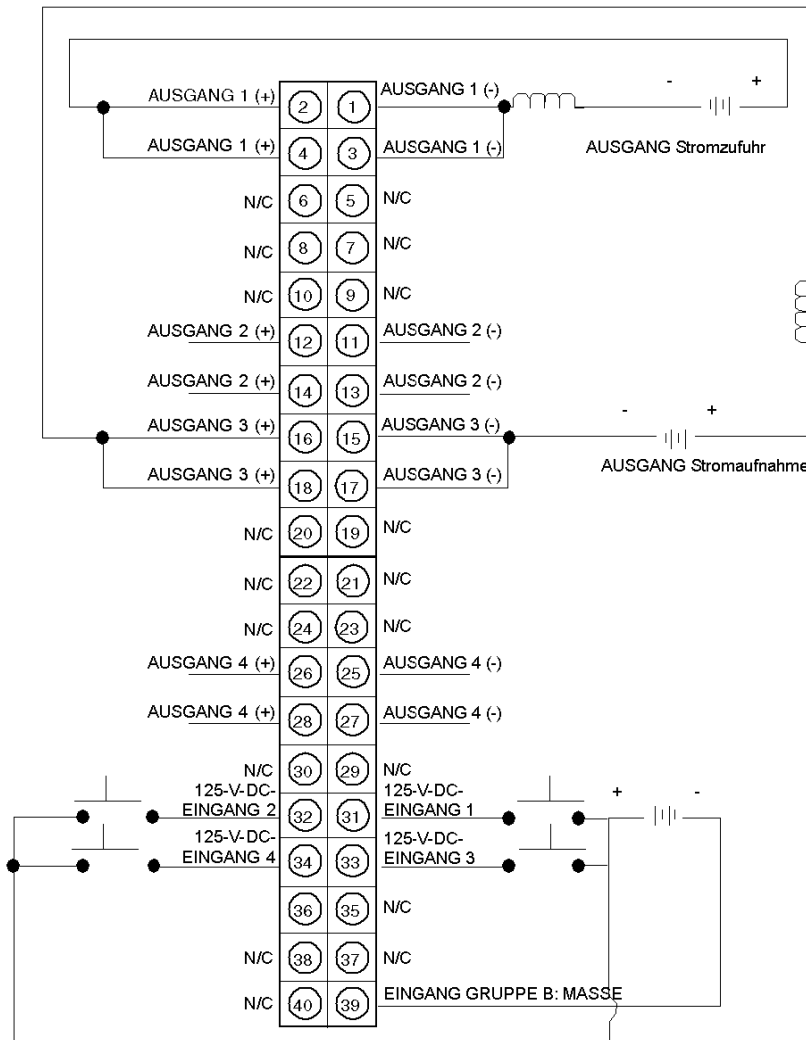 AUSGANG 1 (+) 2 1 AUSGANG 1 (-) - +
AUSGANG 1 (+) 4 3 AUSGANG 1 (-) AUSGANG Stromzufuhr
N/C 6 5 N/C
N/C 8 7 N/C
N/C 10 9 N/C
AUSGANG 2 (+) 12 11 AUSGANG 2 (-)
AUSGANG 2 (+) 14 13 AUSGANG 2 (-)
AUSGANG 3 (+) 16 15 AUSGANG 3 (-) - +
AUSGANG 3 (+) 18 17 AUSGANG 3 (-) AUSGANG Stromaufnahme
N/C 20 19 N/C
N/C 22 21 N/C
N/C 24 23 N/C
AUSGANG 4 (+) 26 25 AUSGANG 4 (-)
AUSGANG 4 (+) 28 27 AUSGANG 4 (-)
N/C 30 29 N/C
125-V-DC- 125-V-DC- + -
EINGANG 2 32 31 EINGANG 1
125-V-DC- 125-V-DC-
EINGANG 4 34 33 EINGANG 3
36 35 N/C
N/C 38 37 N/C
N/C 40 39 EINGANG GRUPPE B: MASSE